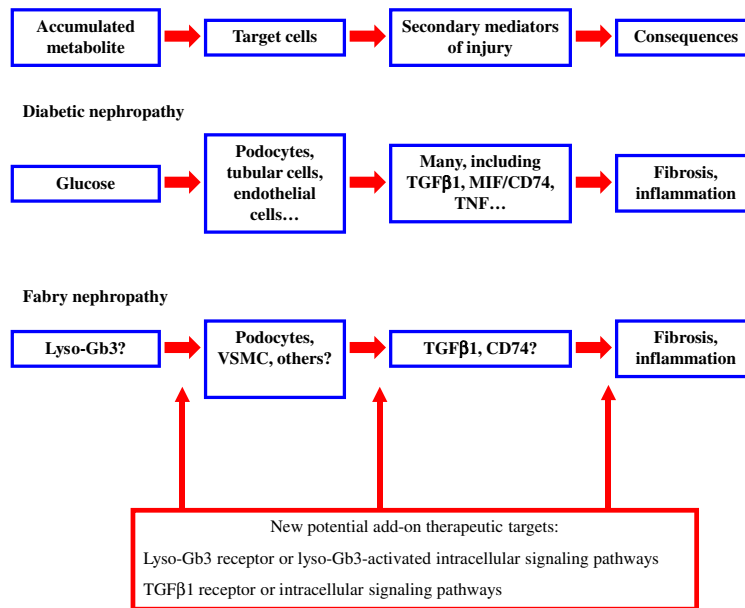 Accumulated
metabolite
Target cells
Secondary mediators
of injury
Consequences
Diabetic nephropathy
Glucose
Podocytes,
tubular cells,
endothelial
cells…
Many, including
TGFβ1, MIF/CD74,
TNF…
Fibrosis,
inflammation
Fabry nephropathy
Lyso-Gb3?
Podocytes,
VSMC, others?
TGFβ1, CD74?
Fibrosis,
inflammation
New potential add-on therapeutic targets:
Lyso-Gb3 receptor or lyso-Gb3-activated intracellular signaling pathways
TGFβ1 receptor or intracellular signaling pathways